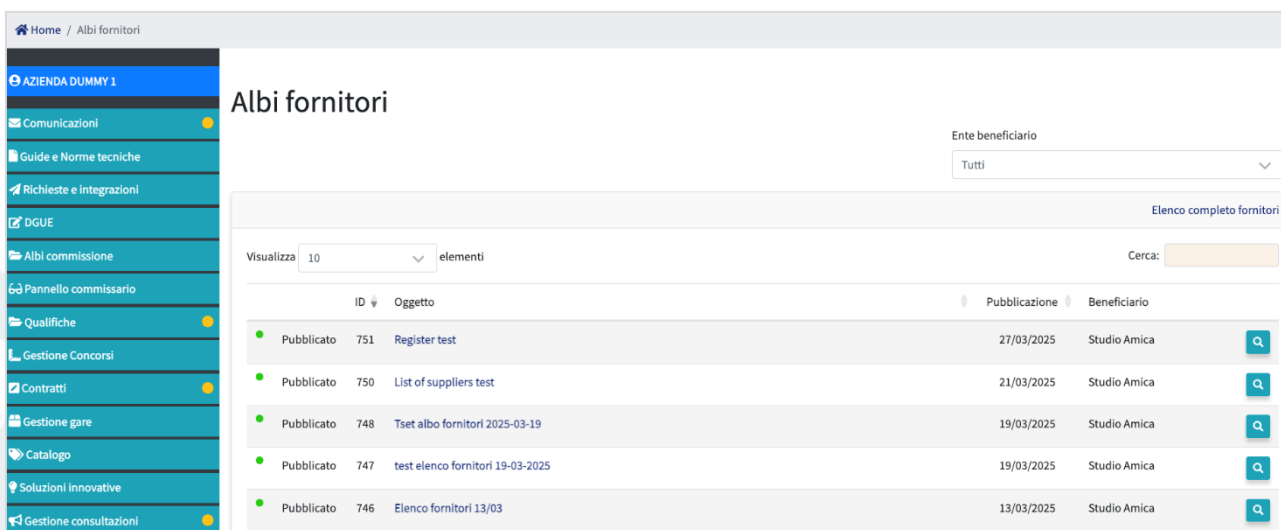 Home / Albi fornitori
AZIENDA DUMMY 1
Comunicazioni
Guide e Norme tecniche
Richieste e integrazioni
DGUE
Albi commissione
Pannello commissario
Qualifiche
Gestione Concorsi
Contratti
Gestione gare
Catalogo
Soluzioni innovative
Gestione consultazioni
Albi fornitori
Ente beneficiario
Tutti
Elenco completo fornitori
Visualizza 10 elementi Cerca:
ID Oggetto Pubblicazione Beneficiario
Pubblicato 751 Register test 27/03/2025 Studio Amica
Pubblicato 750 List of suppliers test 21/03/2025 Studio Amica
Pubblicato 748 Tset albo fornitori 2025-03-19 19/03/2025 Studio Amica
Pubblicato 747 test elenco fornitori 19-03-2025 19/03/2025 Studio Amica
Pubblicato 746 Elenco fornitori 13/03 13/03/2025 Studio Amica